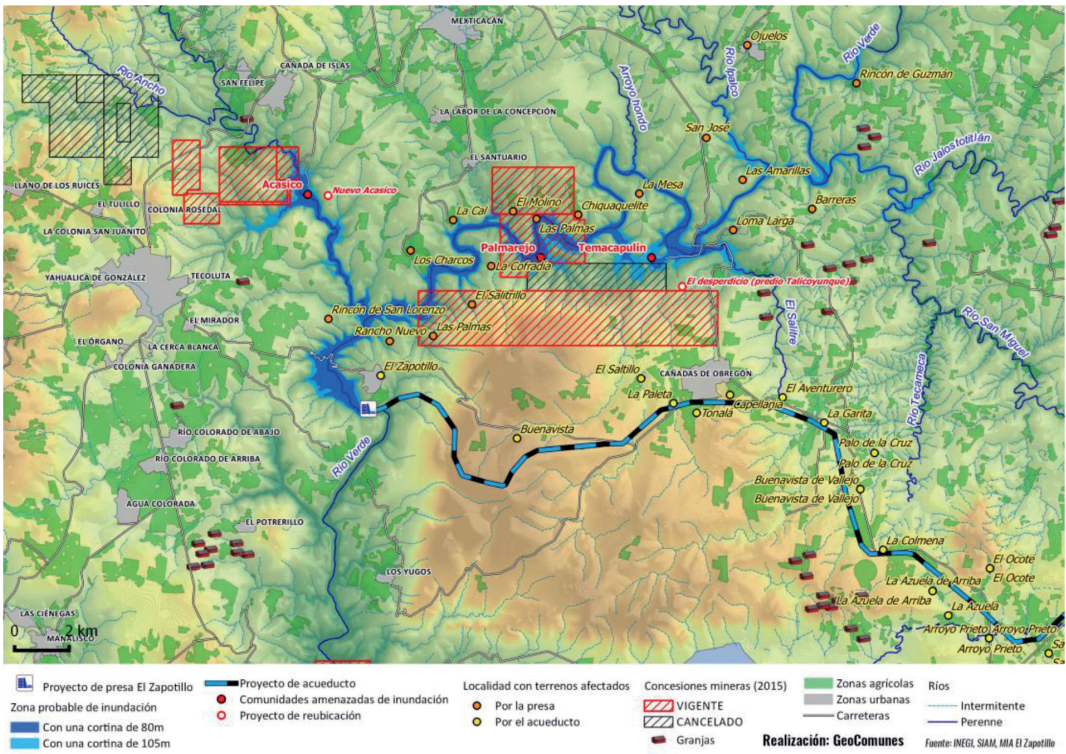 MEXTICACÁN
Ojuelos
Río Verde
CAÑADA DE ISLAS
Río Ipalco
Río Ancho
SAN FELIPE
Arroyo hondo
Rincón de Guzmán
LA LABOR DE LA CONCEPCIÓN
San José
Río Jalostotitlán
EL SANTUARIO
Las Amarillas
LLANO DE LOS RUICES
Acasico
Nuevo Acasico
La Mesa
EL TULILLO
COLONIA ROSEDAL
El Molino
Chiquaquelite
Barreras
La Cal
Las Palmas
Loma Larga
LA COLONIA SAN JUANITO
Palmarejo
Temacapulín
Los Charcos
La Cofradía
YAHUALICA DE GONZÁLEZ
TECOLUTA
El desperdicio (predio Talicoyunque)
El Salitrillo
El Salitre
Rincón de San Lorenzo
EL MIRADOR
Rancho Nuevo
Las Palmas
Río San Miguel
EL ÓRGANO
LA CERCA BLANCA
COLONIA GANADERA
El Zapotillo
El Saltillo
CAÑADAS DE OBREGÓN
Río Tecameca
La Paleta
El Aventurero
Capellanía
Tonalá
La Garita
RÍO COLORADO DE ABAJO
Buenavista
Palo de la Cruz
Palo de la Cruz
RÍO COLORADO DE ARRIBA
Río Verde
Buenavista de Vallejo
Buenavista de Vallejo
AGUA COLORADA
EL POTRERILLO
La Colmena
El Ocote
El Ocote
LOS YUGOS
La Azuela de Arriba
La Azuela de Arriba
La Azuela
LAS CIÉNEGAS
Arroyo Prieto Arroyo Prieto
0 2 km
MANALISCO
Arroyo Prieto
Sa
Sa
Proyecto de presa El Zapotillo
Zona probable de inundación
Con una cortina de 80m
Con una cortina de 105m
Proyecto de acueducto
Comunidades amenazadas de inundación
Proyecto de reubicación
Localidad con terrenos afectados
Por la presa
Por el acueducto
Concesiones mineras (2015)
VIGENTE
CANCELADO
Granjas
Zonas agrícolas
Zonas urbanas
Carreteras
Ríos
Intermitente
Perenne
Realización: GeoComunes
Fuente: INEGI, SIAM, MIA El Zapotillo